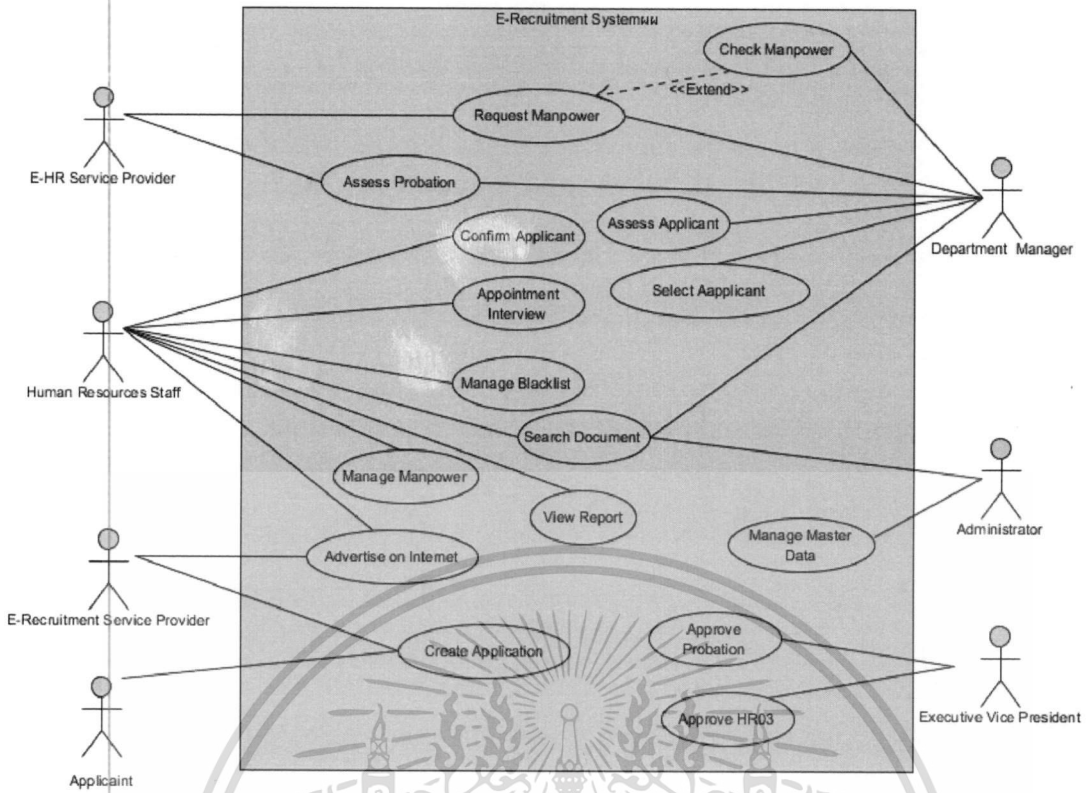 E-Recruitment Systemผผ
Check Manpower
<<Extend>>
Request Manpower
E-HR Service Provider
Assess Probation
Assess Applicant
Confirm Applicant
Department Manager
Select Aapplicant
Appointment
Interview
Manage Blacklist
Human Resources Staff
Search Document
Manage Manpower
View Report
Manage Master
Data
Administrator
Advertise on Internet
E-Recruitment Service Provider
Create Application
Approve
Probation
Approve HR03
Executive Vice President
Applicaint